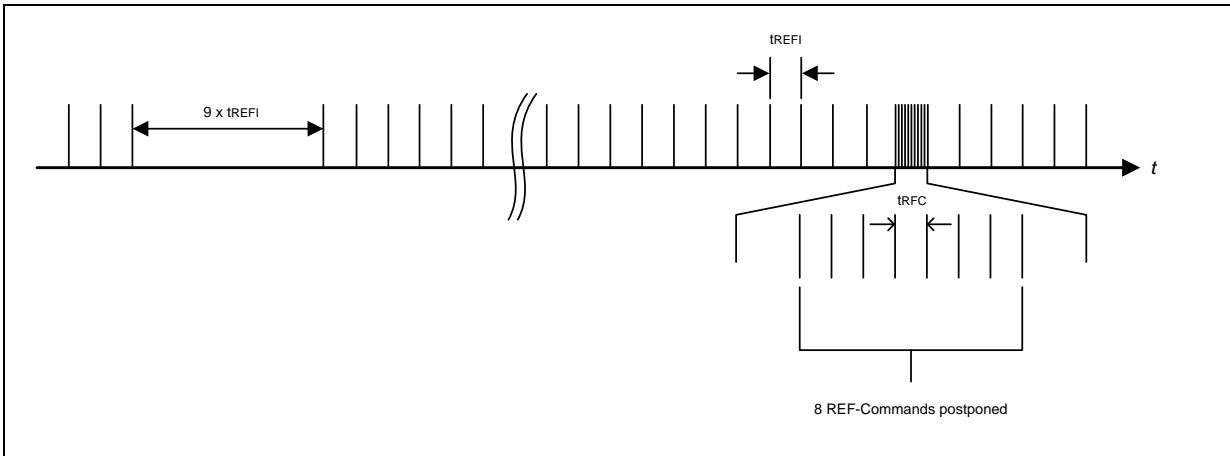 tREFI
9 x tREFI
t
tRFC
8 REF-Commands postponed